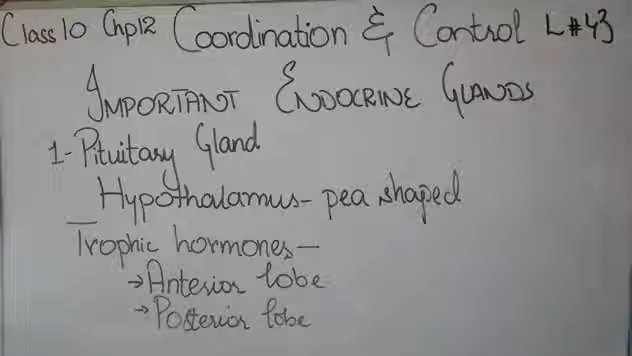 Class 10 Chp12 Coordination & Control L#43
IMPORTANT ENDOCRINE GLANDS
1- Pituitary Gland
Hypothalamus- pea shaped
Trophic hormones-
→Anterior lobe
→Posterior lobe